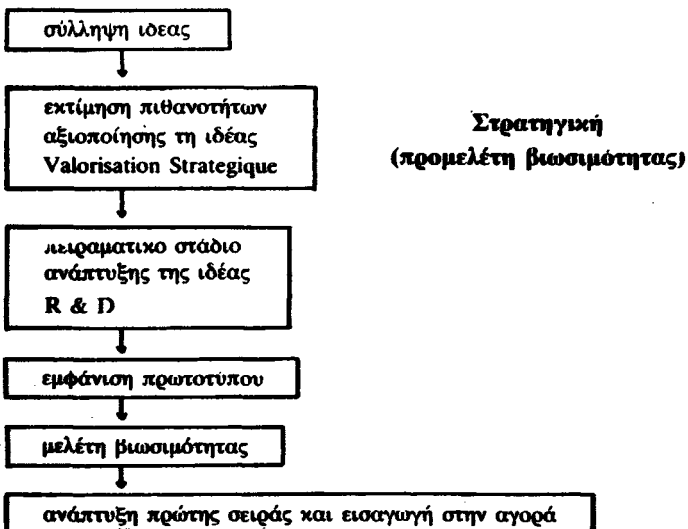 σύλληψη ιδεας
εκτίμηση πιθανοτήτων
αξιοποίησης τη ιδέας
Valorisation Strategique
Στρατηγική
(προμελέτη βιωσιμότητας)
πειραματικο στάδιο
ανάπτυξης της ιδέας
R & D
εμφάνιση πρωτοτύπου
μελέτη βιωσιμότητας
ανάπτυξη πρώτης σειράς και εισαγωγή στην αγορά